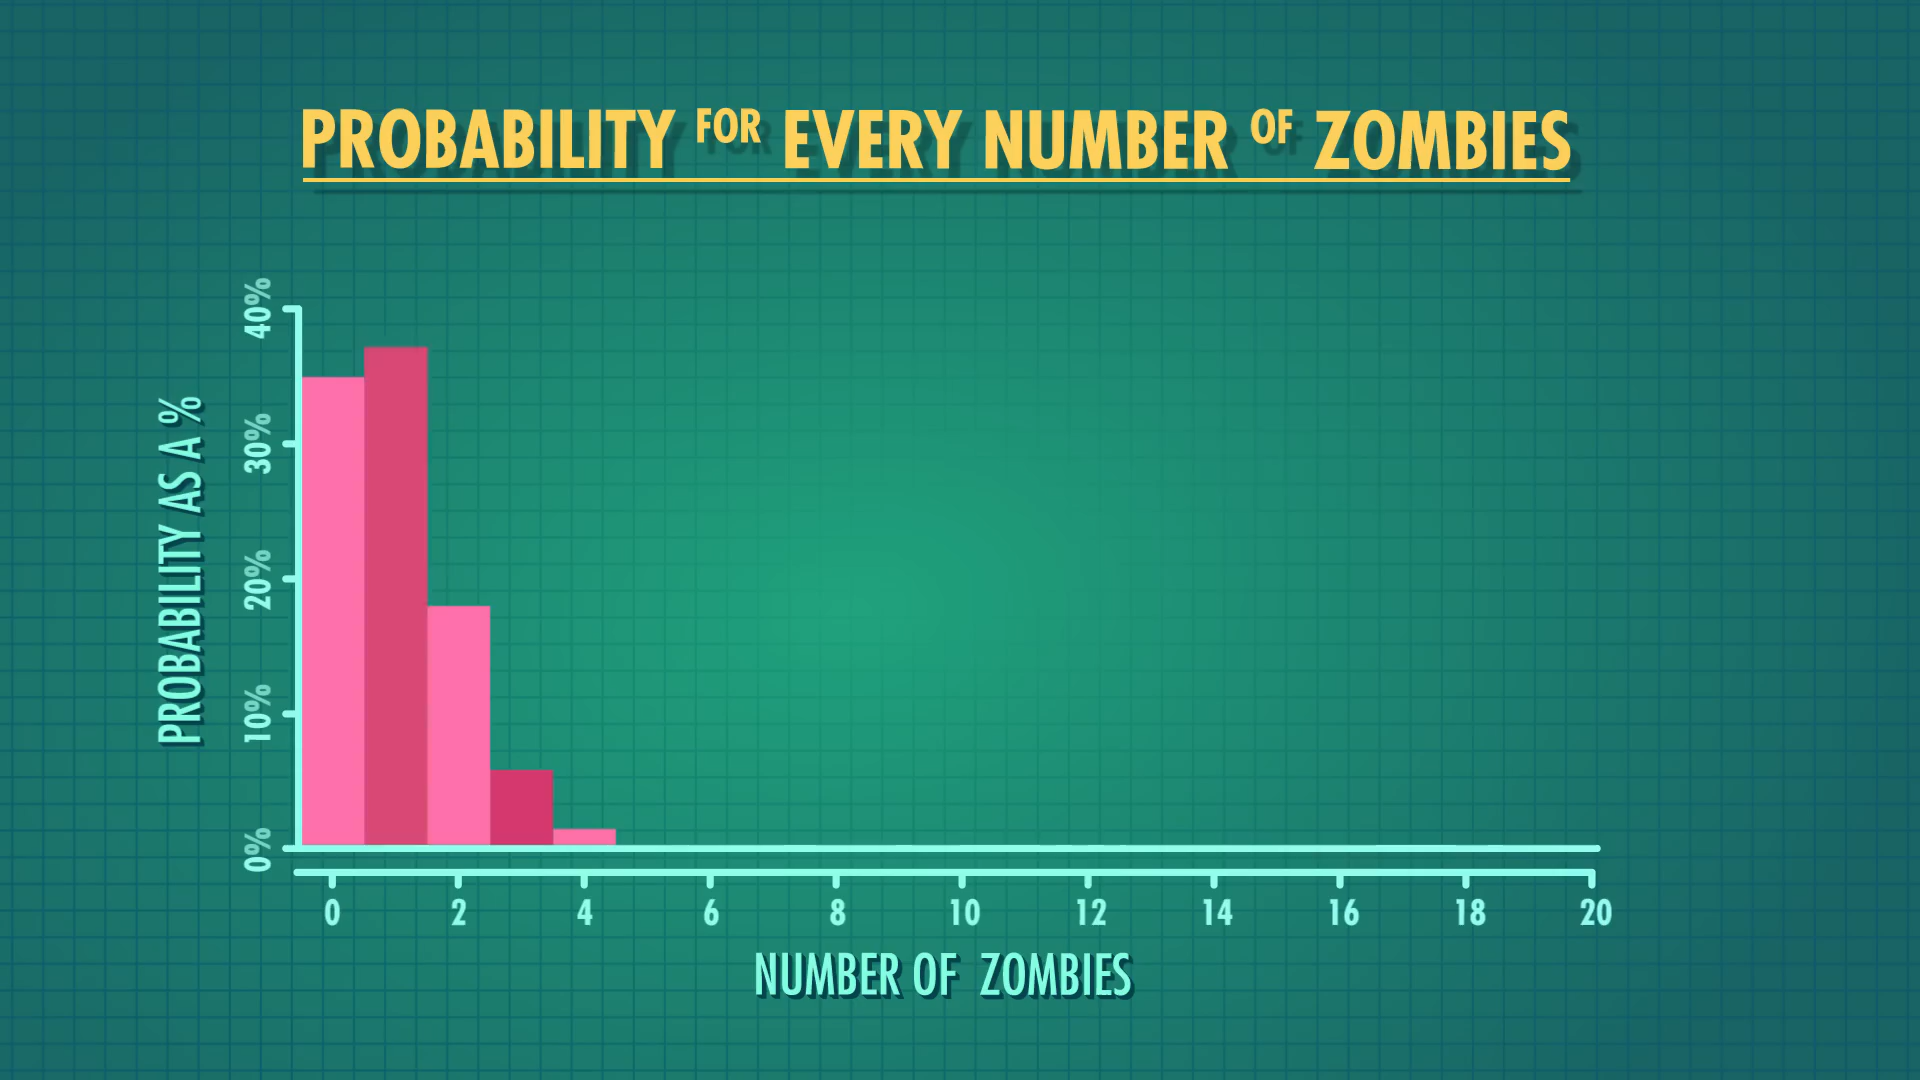 PROBABILITY FOR EVERY NUMBER OF ZOMBIES
PROBABILITY AS A %
40%
30%
20%
10%
0%
0 2 4 6 8 10 12 14 16 18 20
NUMBER OF ZOMBIES